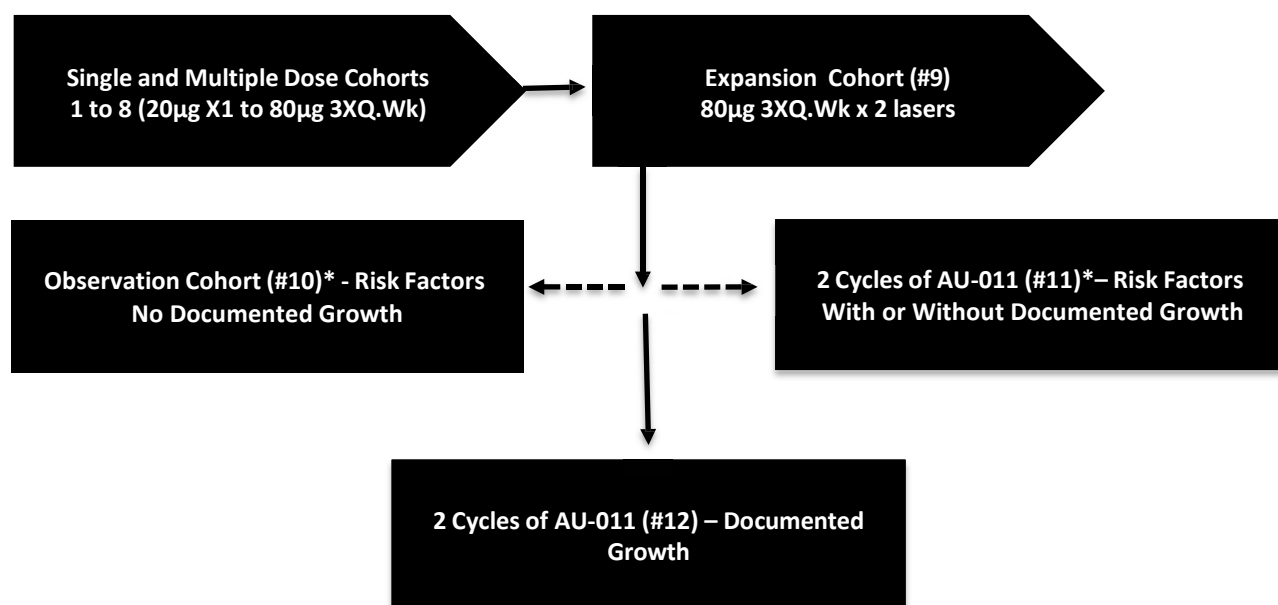 Single and Multiple Dose Cohorts
1 to 8 (20µg X1 to 80µg 3XQ.Wk)
Expansion  Cohort (#9)
80µg 3XQ.Wk x 2 lasers
Observation Cohort (#10)* - Risk Factors
No Documented Growth
2 Cycles of AU-011 (#11)*– Risk Factors
With or Without Documented Growth
2 Cycles of AU-011 (#12) – Documented
Growth